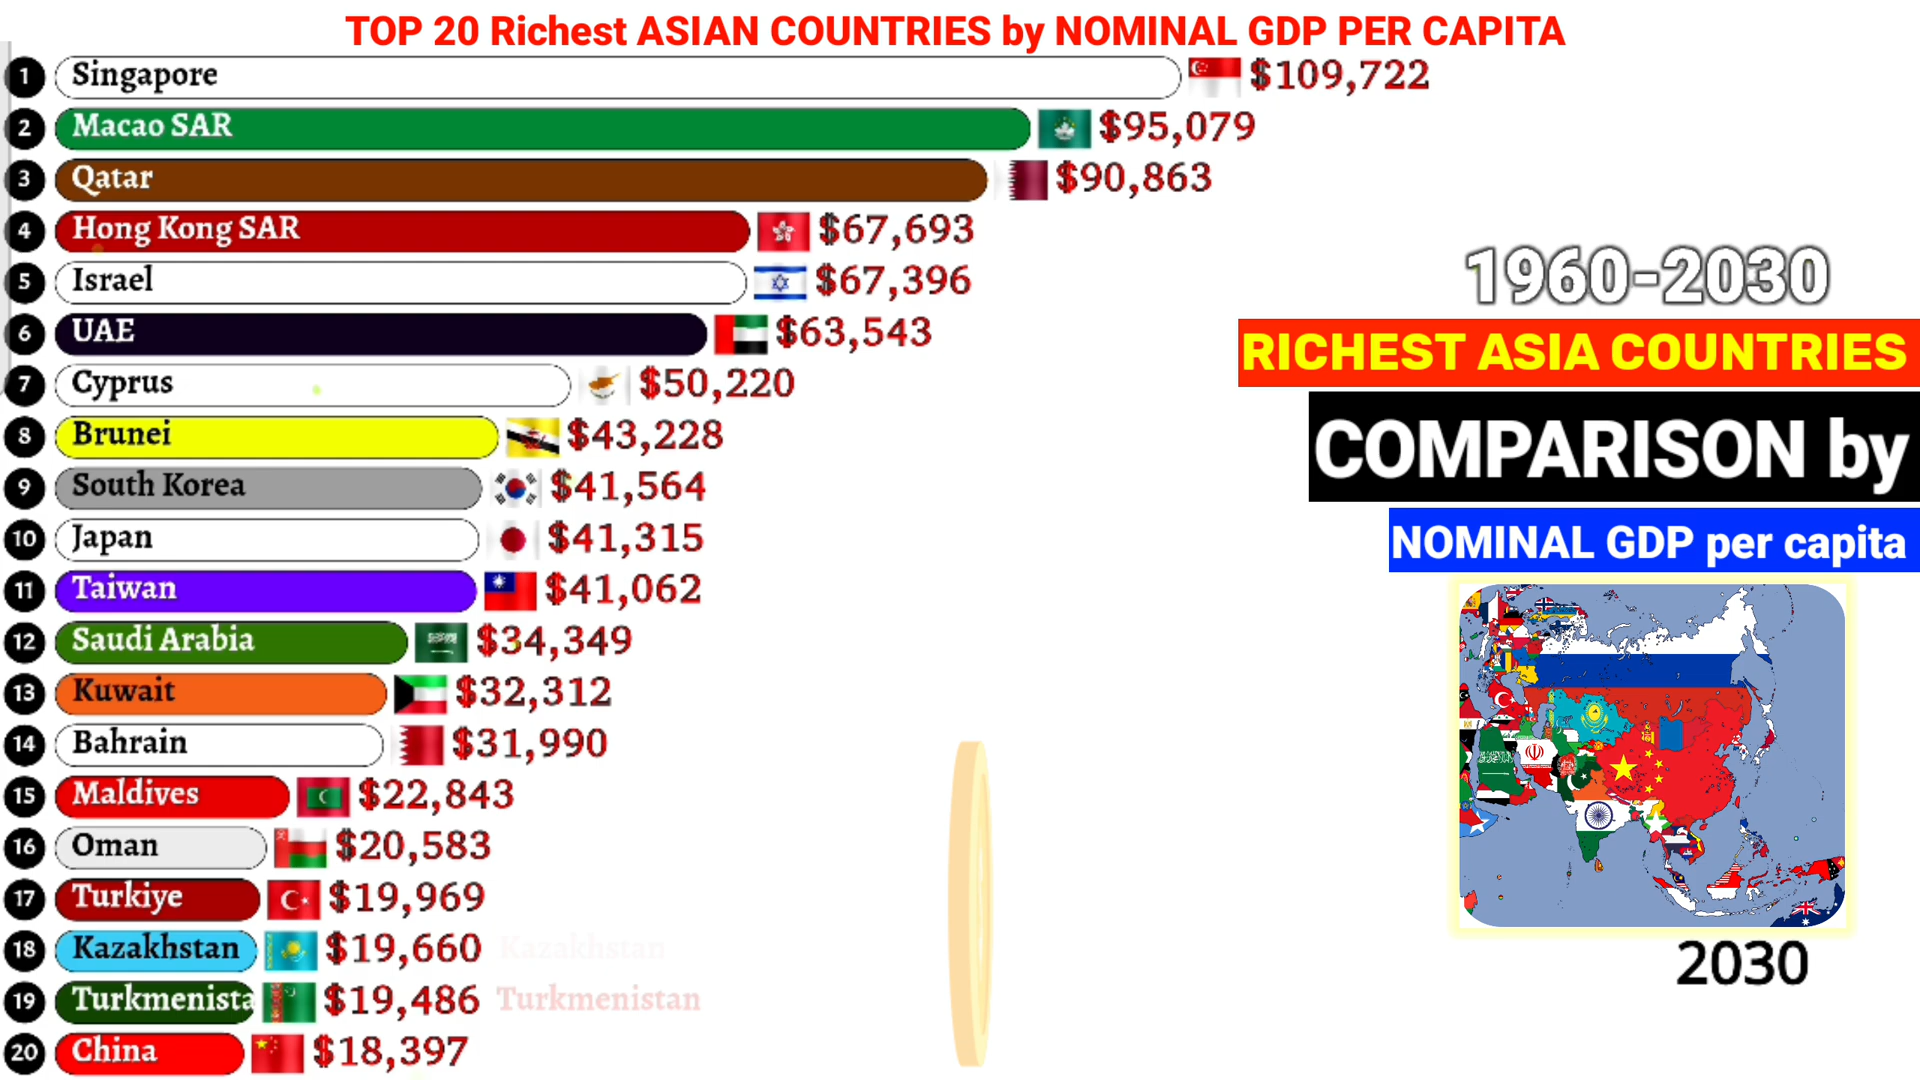 TOP 20 Richest ASIAN COUNTRIES by NOMINAL GDP PER CAPITA
1 Singapore $109,722
2 Macao SAR $95,079
3 Qatar $90,863
4 Hong Kong SAR $67,693
5 Israel $67,396
6 UAE $63,543
7 Cyprus $50,220
8 Brunei $43,228
9 South Korea $41,564
10 Japan $41,315
11 Taiwan $41,062
12 Saudi Arabia $34,349
13 Kuwait $32,312
14 Bahrain $31,990
15 Maldives $22,843
16 Oman $20,583
17 Turkiye $19,969
18 Kazakhstan $19,660 Kazakhstan
19 Turkmenista $19,486 Turkmenistan
20 China $18,397
1960-2030
RICHEST ASIA COUNTRIES
COMPARISON by
NOMINAL GDP per capita
2030